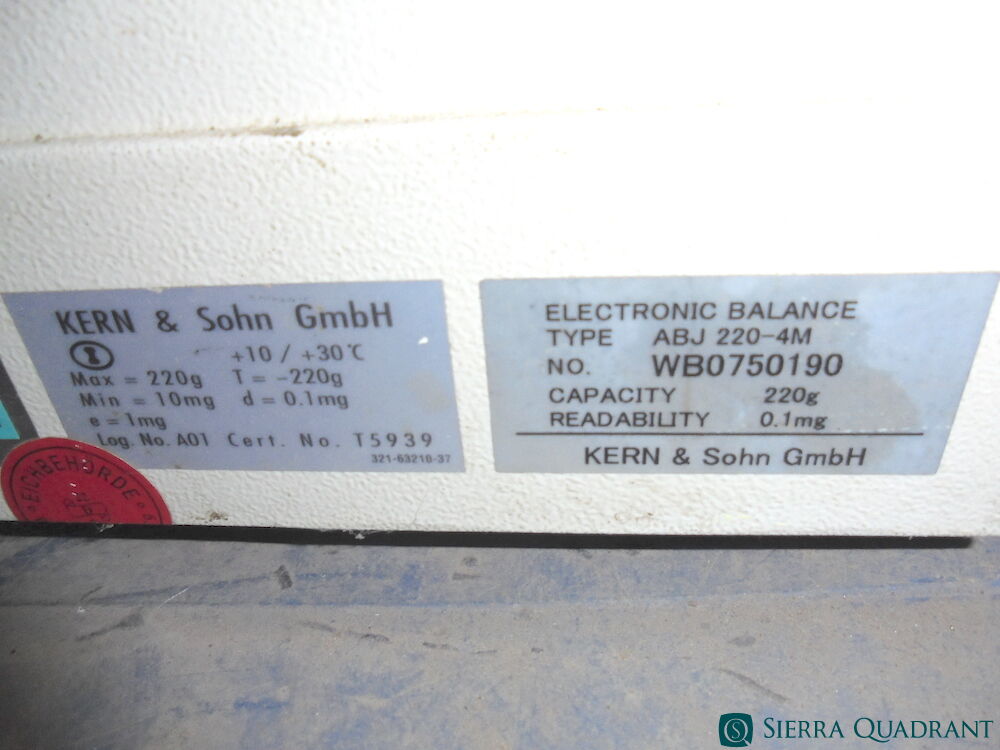 KERN & Sohn GmbH
+10 / +30°C
Max = 220g T = -220g
Min = 10mg d = 0.1mg
e = 1mg
Log. No. A01 Cert. No. T5939
321-63210-37
EICHBEHÖRDE
ELECTRONIC BALANCE
TYPE ABJ 220-4M
NO. WB0750190
CAPACITY 220g
READABILITY 0.1mg
KERN & Sohn GmbH
SIERRA QUADRANT